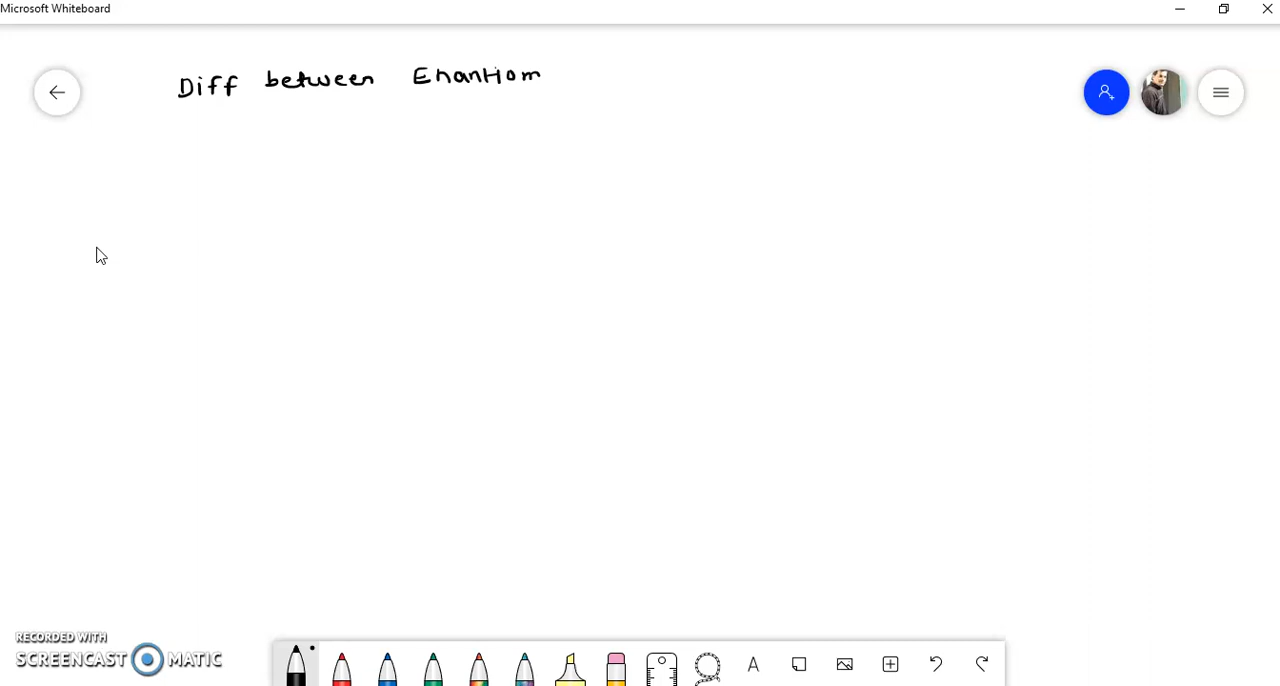 Microsoft Whiteboard
Diff between Enantiom
RECORDED WITH
SCREENCAST MATIC